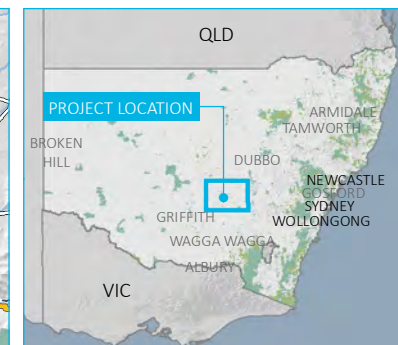 QLD
PROJECT LOCATION
ARMIDALE
TAMWORTH
BROKEN
HILL
DUBBO
NEWCASTLE
GOSFORD
SYDNEY
GRIFFITH
WOLLONGONG
WAGGA WAGGA
ALBURY
VIC